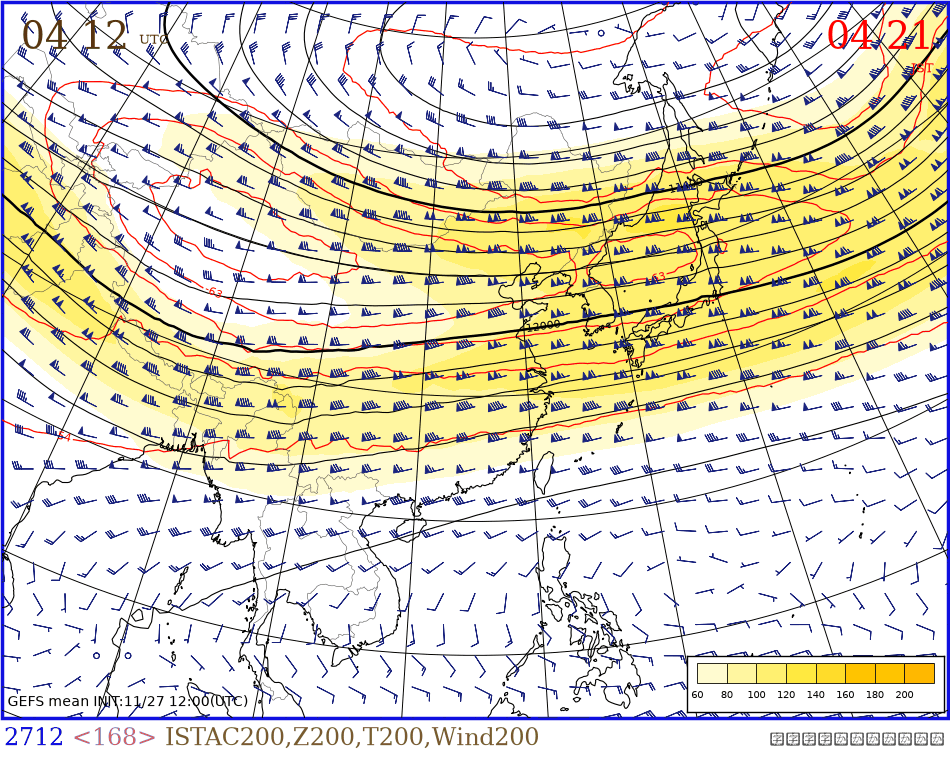 04 12 UTC
04 21 JST
-63
12000
-54
60 80 100 120 140 160 180 200
GEFS mean INIT:11/27 12:00(UTC)
2712 <168> ISTAC200,Z200,T200,Wind200